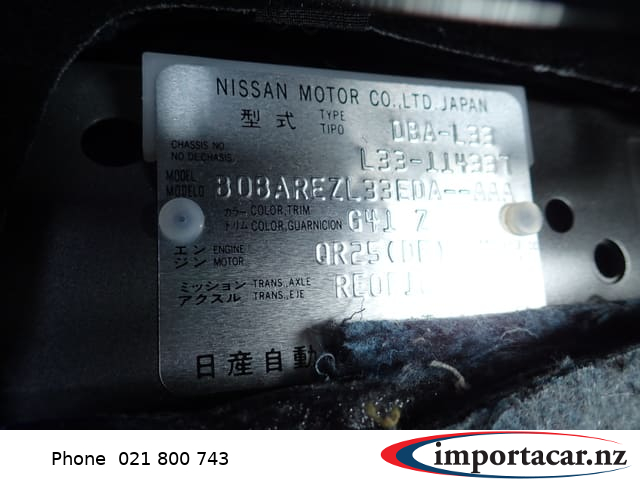 NISSAN MOTOR CO.,LTD.JAPAN
型式 TYPE TIPO DBA-L33
CHASSIS NO. NO DECHASIS L33-114337
MODEL MODELO BDBAREZL33EDA--AAA
カラー COLOR,TRIM トリム COLOR,GUARNICION G41 Z
エンジン ENGINE MOTOR QR25(DE)
ミッション TRANS.,AXLE
アクスル TRANS.,EJE
日産自動
Phone 021 800 743
importacar.nz